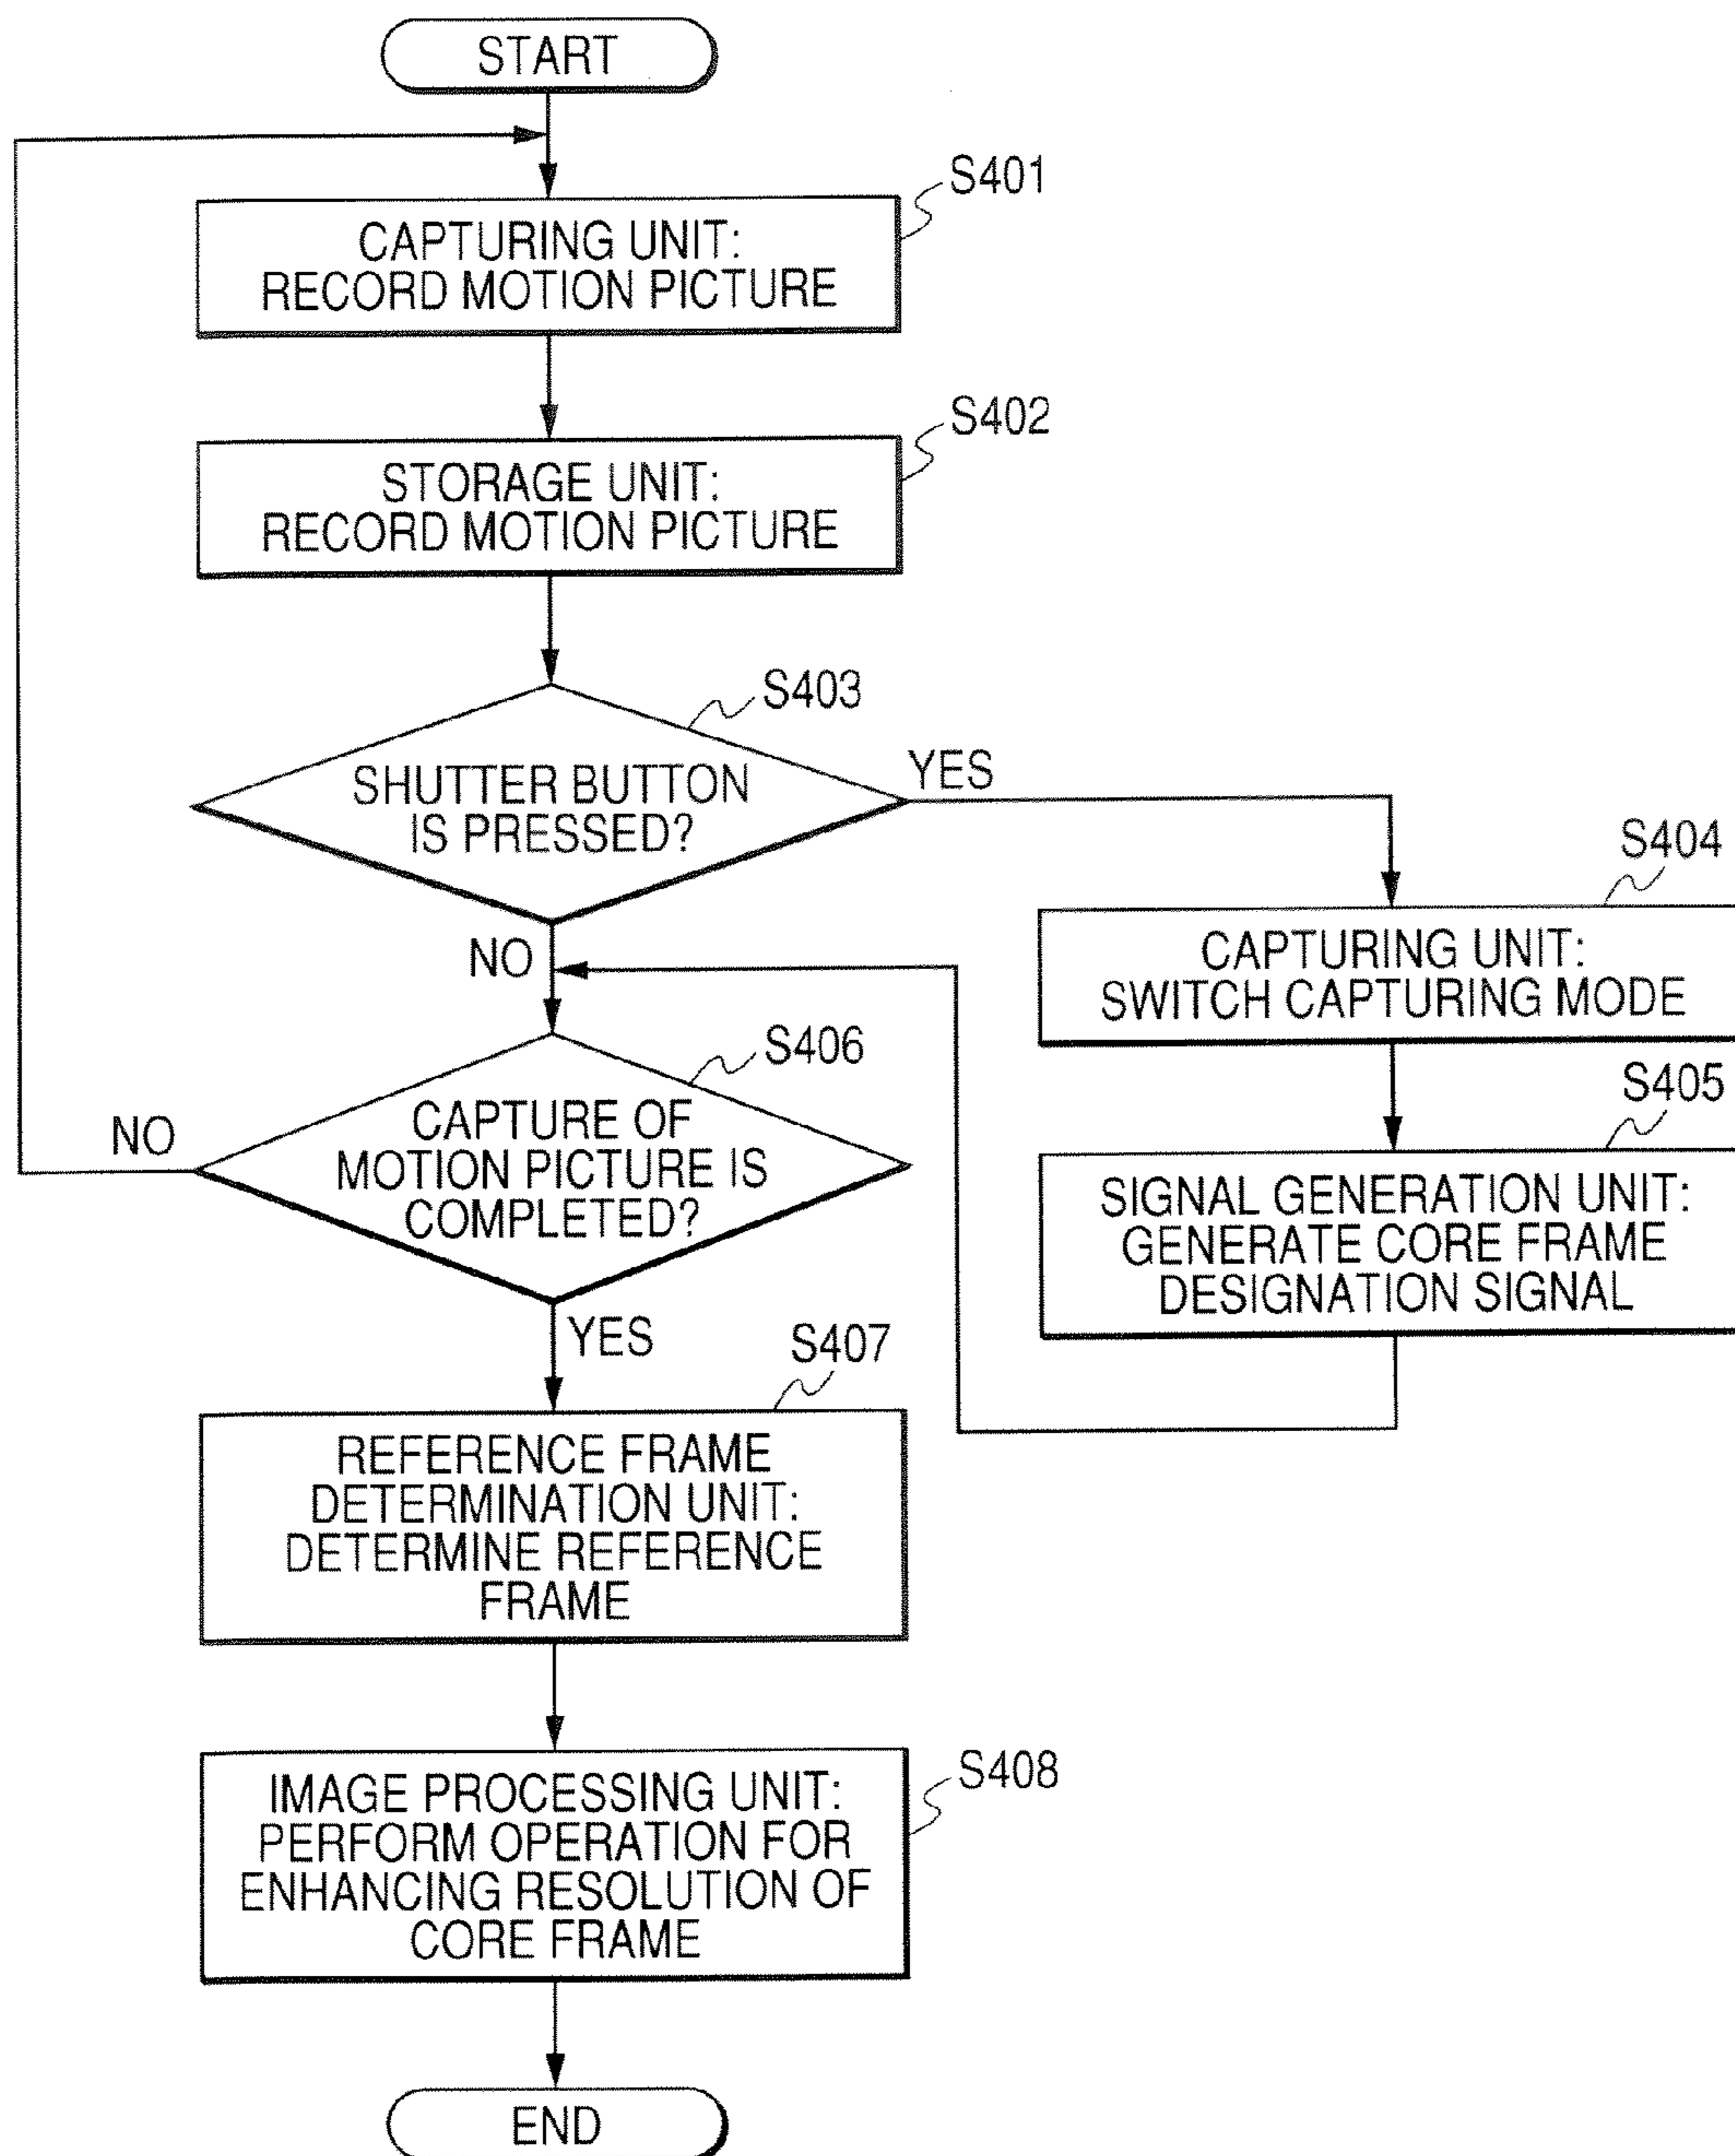 START
S401
CAPTURING UNIT:
RECORD MOTION PICTURE
S402
STORAGE UNIT:
RECORD MOTION PICTURE
S403
SHUTTER BUTTON
IS PRESSED?
YES
NO
S404
CAPTURING UNIT:
SWITCH CAPTURING MODE
S405
SIGNAL GENERATION UNIT:
GENERATE CORE FRAME
DESIGNATION SIGNAL
S406
CAPTURE OF
MOTION PICTURE IS
COMPLETED?
NO
YES
S407
REFERENCE FRAME
DETERMINATION UNIT:
DETERMINE REFERENCE
FRAME
S408
IMAGE PROCESSING UNIT:
PERFORM OPERATION FOR
ENHANCING RESOLUTION OF
CORE FRAME
END